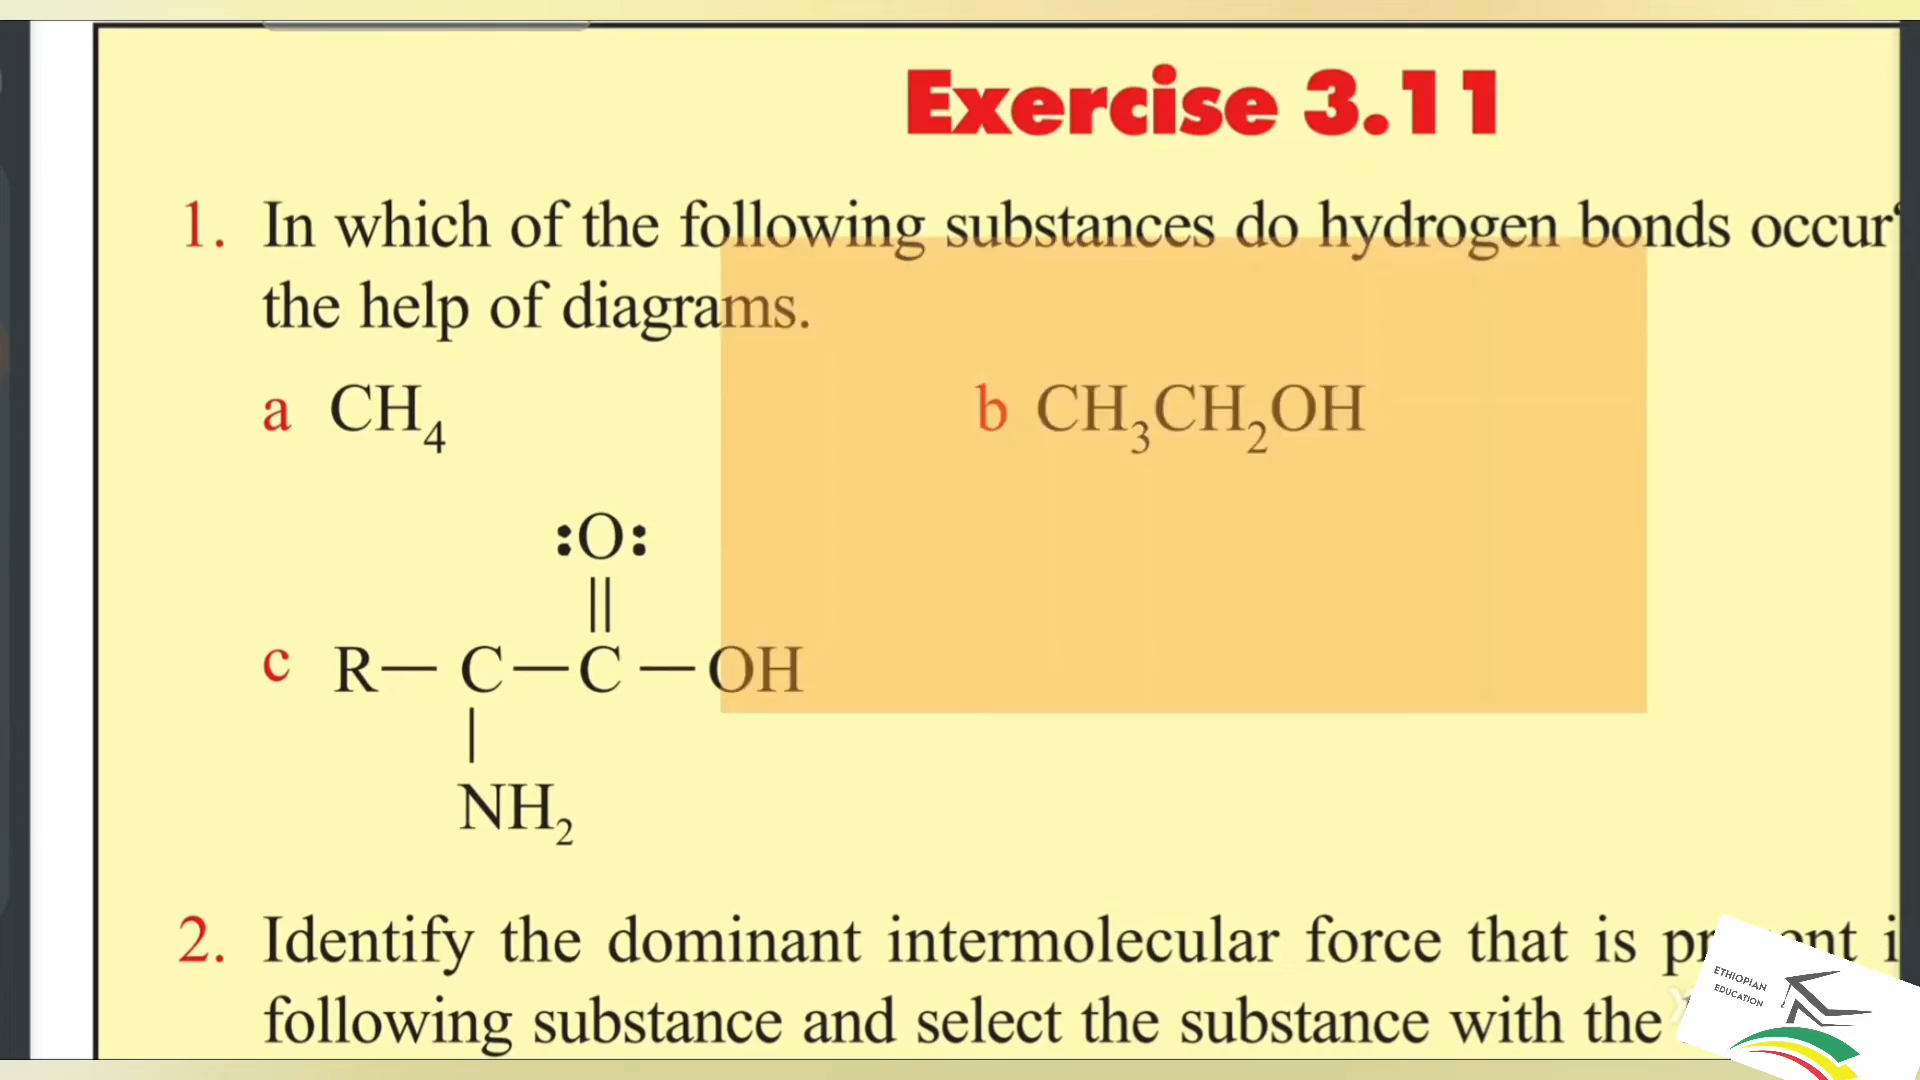 Exercise 3.11
1. In which of the following substances do hydrogen bonds occur
the help of diagrams.
a CH₄ b CH₃CH₂OH
:O:
||
c R— C—C —OH
|
NH₂
2. Identify the dominant intermolecular force that is
following substance and select the substance with the
ETHIOPIAN
EDUCATION